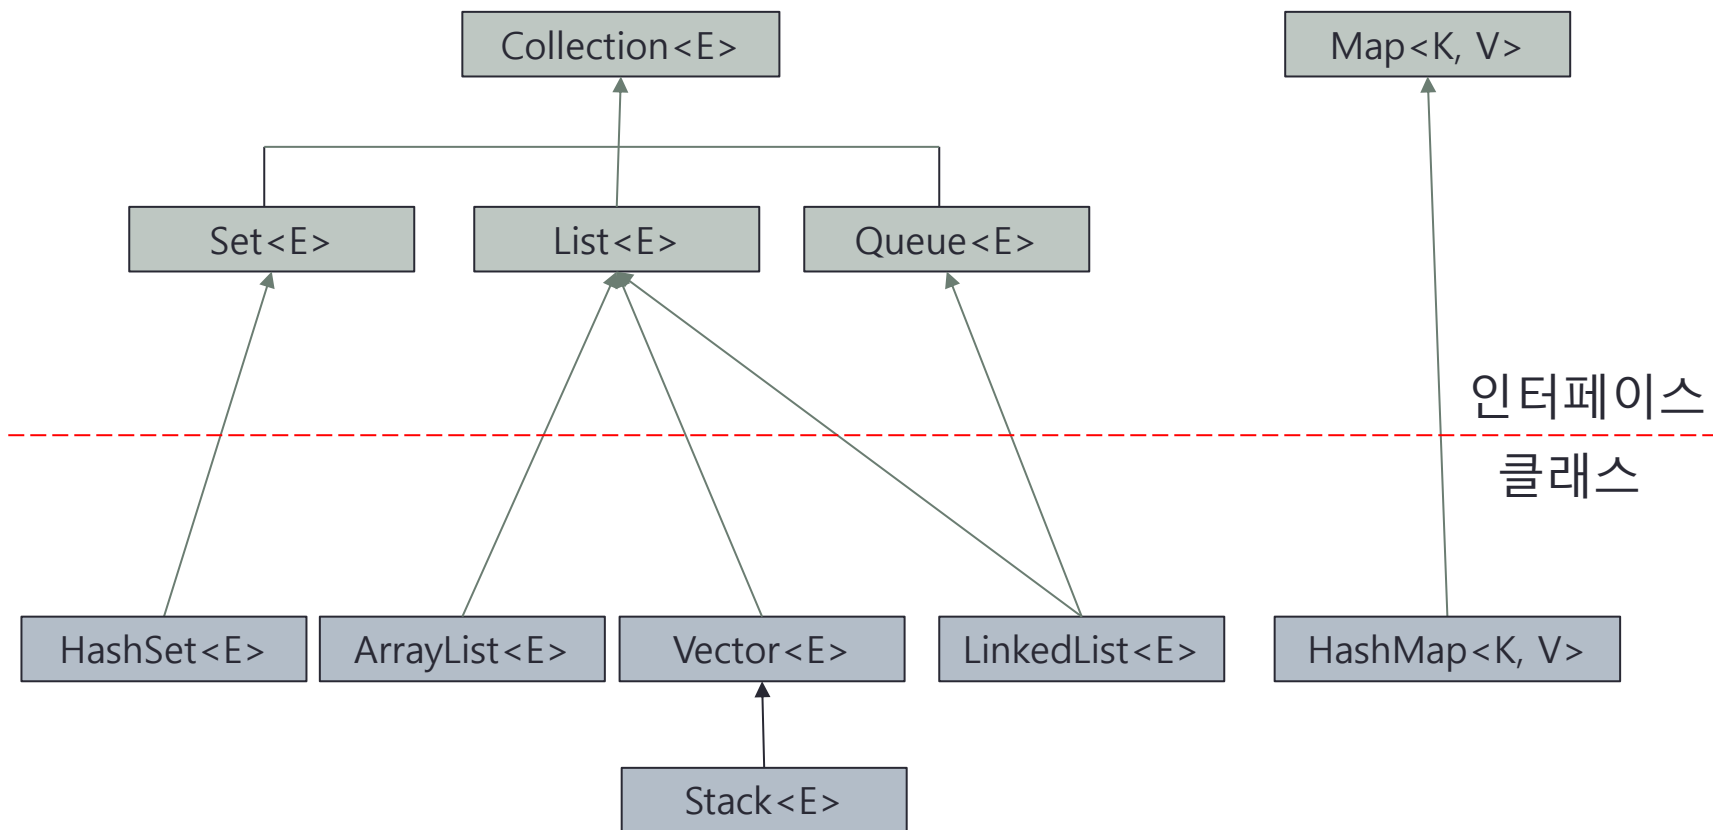 Collection<E>
Map<K, V>
Set<E>
List<E>
Queue<E>
인터페이스
클래스
HashSet<E>
ArrayList<E>
Vector<E>
LinkedList<E>
HashMap<K, V>
Stack<E>